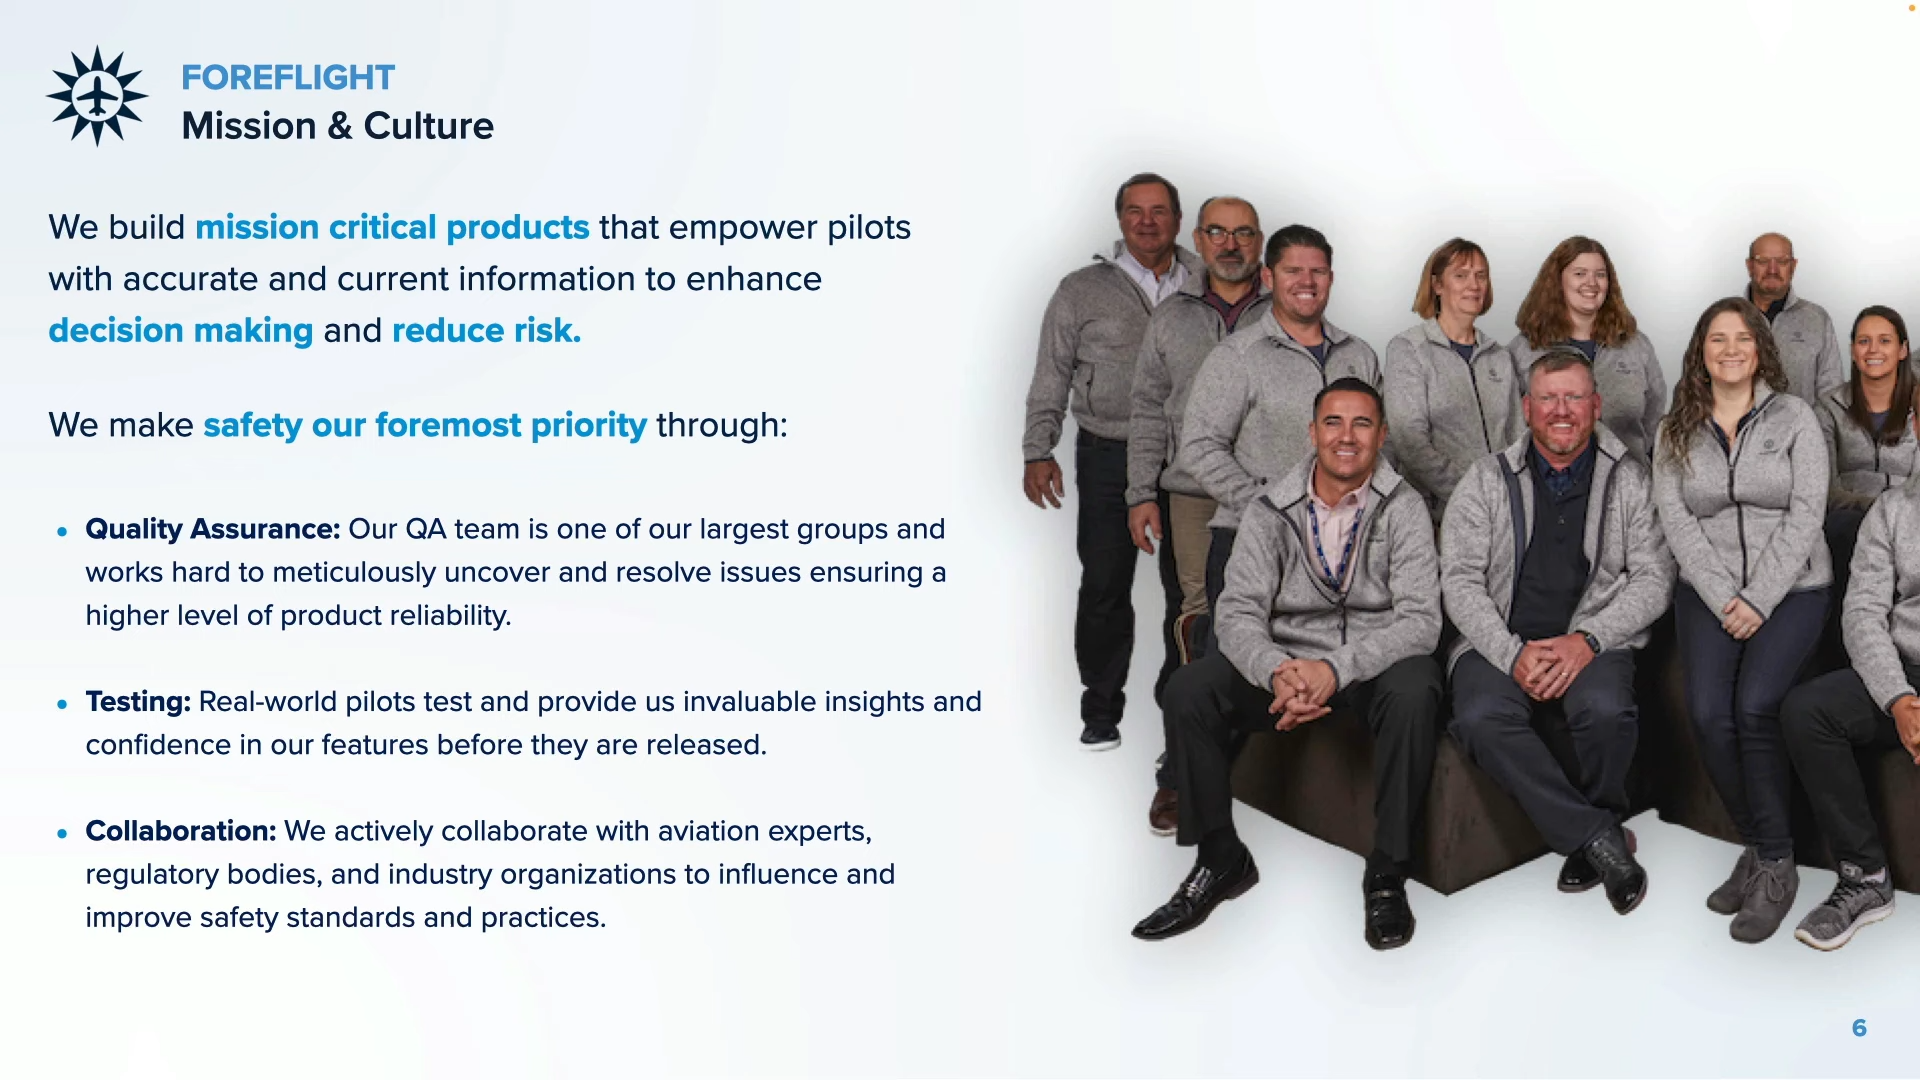 FOREFLIGHT
Mission & Culture
We build mission critical products that empower pilots
with accurate and current information to enhance
decision making and reduce risk.
We make safety our foremost priority through:
• Quality Assurance: Our QA team is one of our largest groups and
works hard to meticulously uncover and resolve issues ensuring a
higher level of product reliability.
• Testing: Real-world pilots test and provide us invaluable insights and
confidence in our features before they are released.
• Collaboration: We actively collaborate with aviation experts,
regulatory bodies, and industry organizations to influence and
improve safety standards and practices.
6